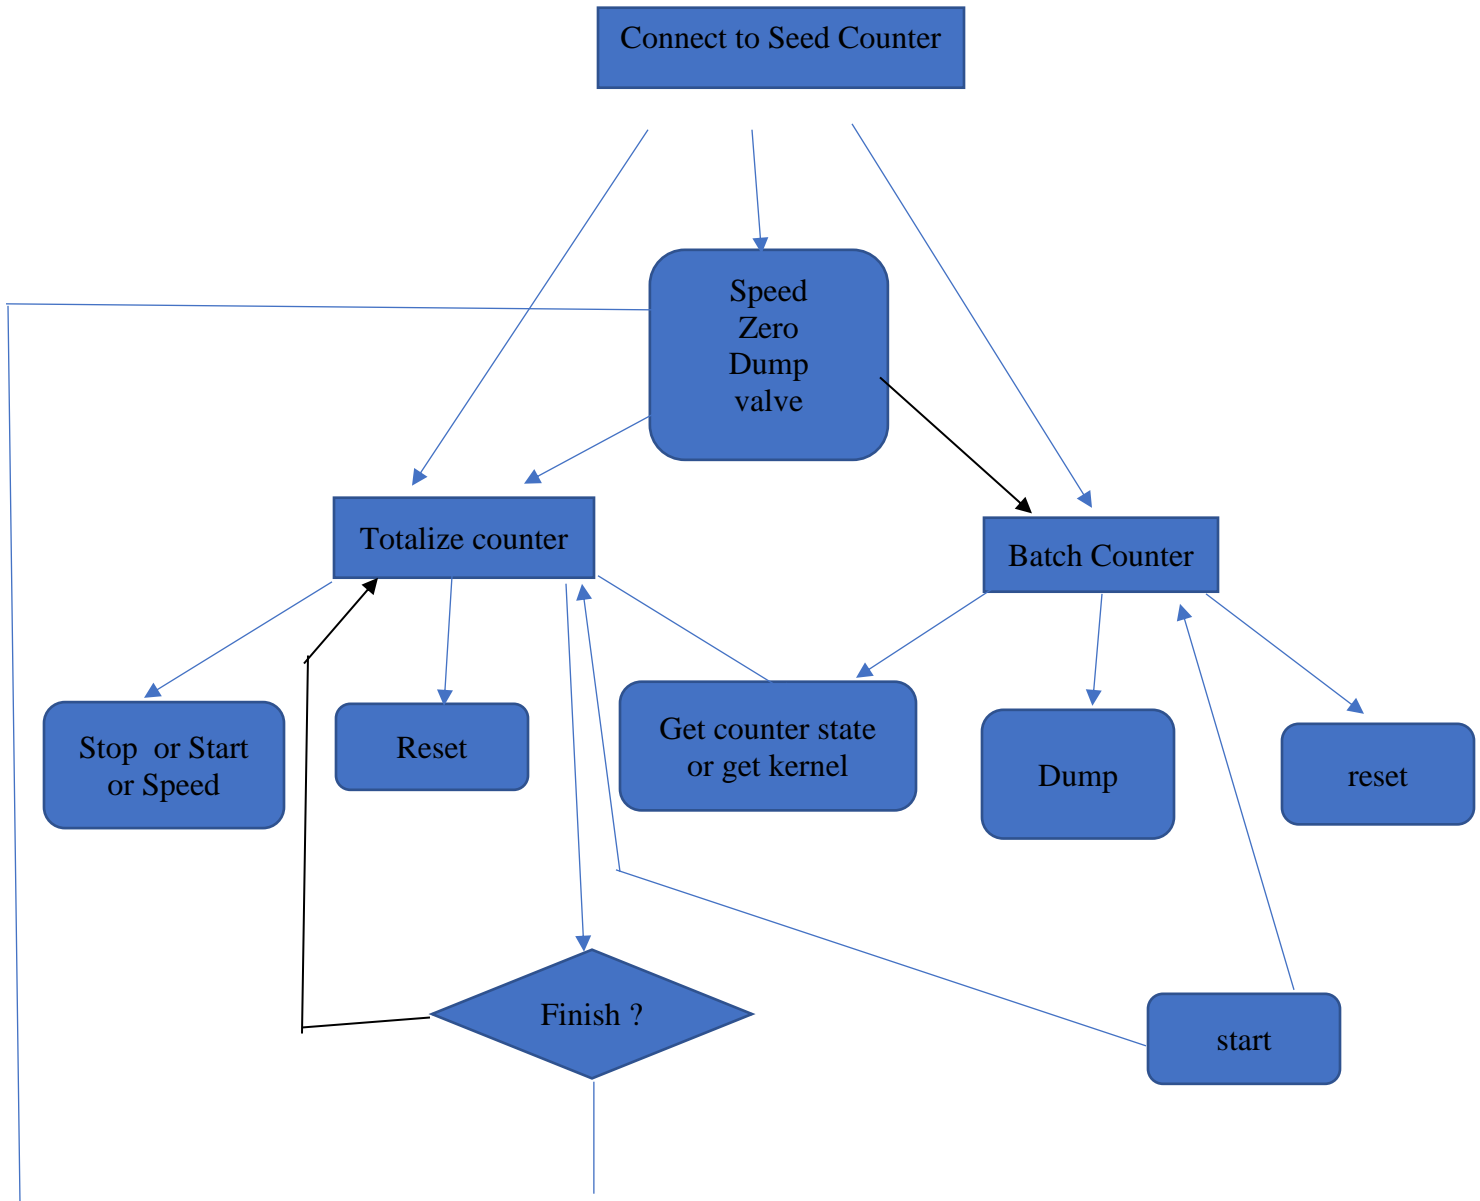 Connect to Seed Counter
Speed
Zero
Dump
valve
Totalize counter
Batch Counter
Stop  or Start
or Speed
Reset
Get counter state
or get kernel
Dump
reset
Finish ?
start